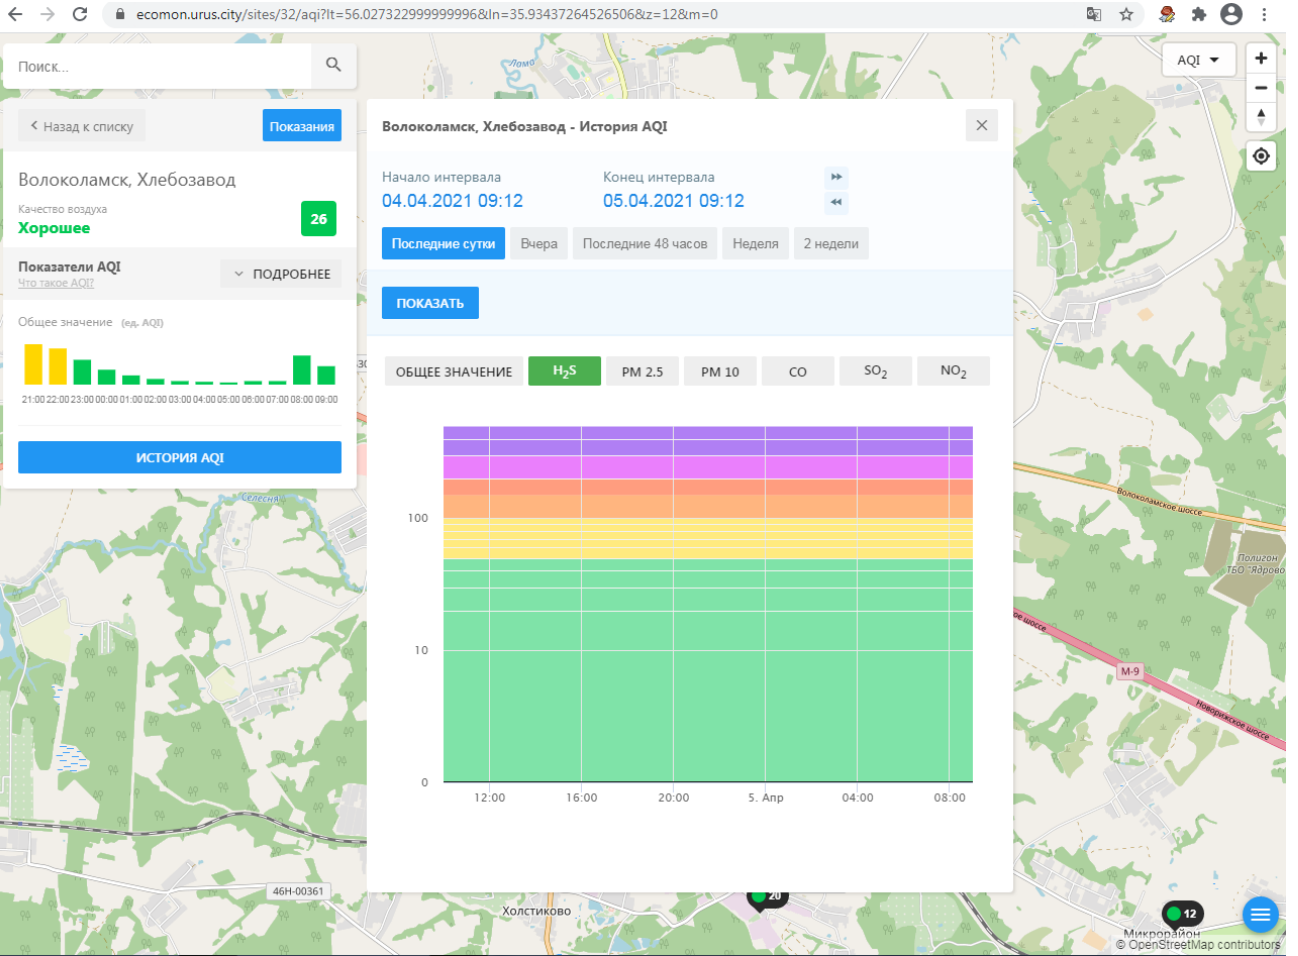 ecomon.urus.city/sites/32/aqi?lt=56.027322999999996&ln=35.93437264526506&z=12&m=0
Поиск...
AQI
Назад к списку
Показания
Волоколамск, Хлебозавод
Качество воздуха
Хорошее
26
Показатели AQI
Что такое AQI?
ПОДРОБНЕЕ
Общее значение (ед. AQI)
21:00 22:00 23:00 00:00 01:00 02:00 03:00 04:00 05:00 06:00 07:00 08:00 09:00
ИСТОРИЯ AQI
Волоколамск, Хлебозавод - История AQI
Начало интервала
Конец интервала
04.04.2021 09:12
05.04.2021 09:12
Последние сутки
Вчера
Последние 48 часов
Неделя
2 недели
ПОКАЗАТЬ
ОБЩЕЕ ЗНАЧЕНИЕ
H2S
PM 2.5
PM 10
CO
SO2
NO2
100
10
0
12:00 16:00 20:00 5. Апр 04:00 08:00
Лама
Селесня
Волоколамское шоссе
Полигон
ТБО "Ядрово
М-9
Новорижское шоссе
46Н-00361
Холстиково
20
12
Микрорайон
© OpenStreetMap contributors